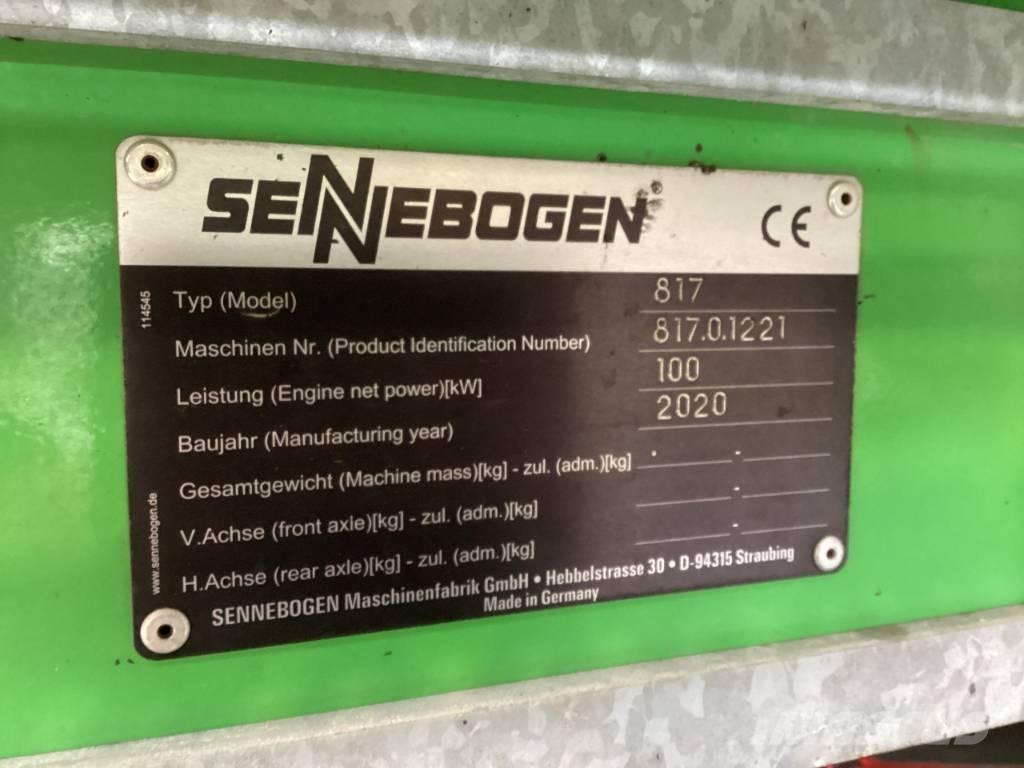 SENNEBOGEN®
CE
114545
Typ (Model) 817
Maschinen Nr. (Product Identification Number) 817.0.1221
Leistung (Engine net power)[kW] 100
Baujahr (Manufacturing year) 2020
Gesamtgewicht (Machine mass)[kg] - zul. (adm.)[kg] -
V.Achse (front axle)[kg] - zul. (adm.)[kg] -
H.Achse (rear axle)[kg] - zul. (adm.)[kg] -
www.sennebogen.de
SENNEBOGEN Maschinenfabrik GmbH • Hebbelstrasse 30 • D-94315 Straubing
Made in Germany